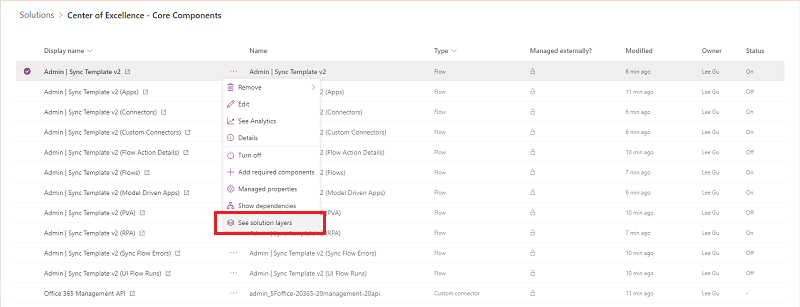 Solutions > Center of Excellence - Core Components
Display name Name Type Managed externally? Modified Owner Status
Admin | Sync Template v2 ... Admin | Sync Template v2 Flow 6 min ago Lee Gu On
Admin | Sync Template v2 (Apps) v2 (Apps) Flow 11 min ago Lee Gu Off
Admin | Sync Template v2 (Connectors) v2 (Connectors) Flow 6 min ago Lee Gu On
Admin | Sync Template v2 (Custom Connectors) v2 (Custom Connectors) Flow 6 min ago Lee Gu On
Admin | Sync Template v2 (Flow Action Details) v2 (Flow Action Details) Flow 10 min ago Lee Gu Off
Admin | Sync Template v2 (Flows) v2 (Flows) Flow 7 min ago Lee Gu On
Admin | Sync Template v2 (Model Driven Apps) v2 (Model Driven Apps) Flow 6 min ago Lee Gu On
Admin | Sync Template v2 (PVA) v2 (PVA) Flow 10 min ago Lee Gu Off
Admin | Sync Template v2 (RPA) v2 (RPA) Flow 7 min ago Lee Gu On
Admin | Sync Template v2 (Sync Flow Errors) ... Admin | Sync Template v2 (Sync Flow Errors) Flow 10 min ago Lee Gu Off
Admin | Sync Template v2 (UI Flow Runs) ... Admin | Sync Template v2 (UI Flow Runs) Flow 10 min ago Lee Gu Off
Office 365 Management API ... admin_5Foffice-20365-20management-20api Custom connector 11 min ago Lee Gu -
Remove
Edit
See Analytics
Details
Turn off
Add required components
Managed properties
Show dependencies
See solution layers